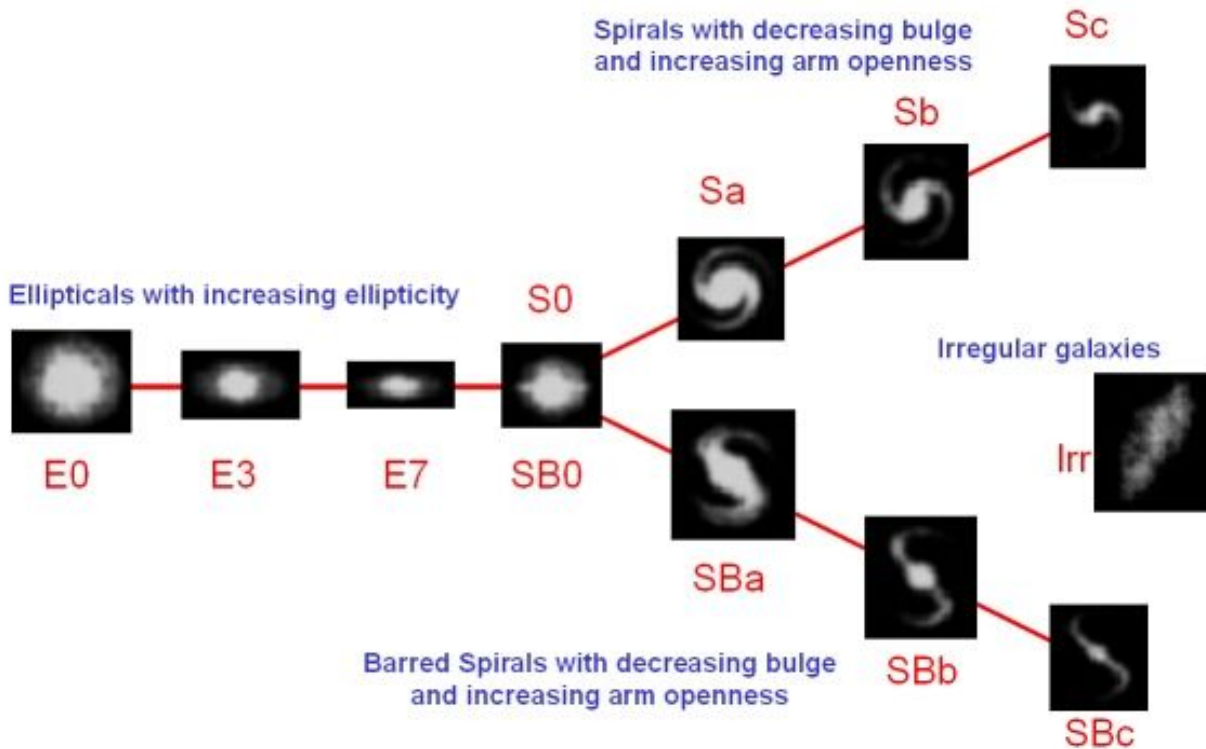 Spirals with decreasing bulge
and increasing arm openness
Sc
Sb
Sa
Ellipticals with increasing ellipticity
S0
Irregular galaxies
E0
E3
E7
SB0
Irr
SBa
Barred Spirals with decreasing bulge
and increasing arm openness
SBb
SBc